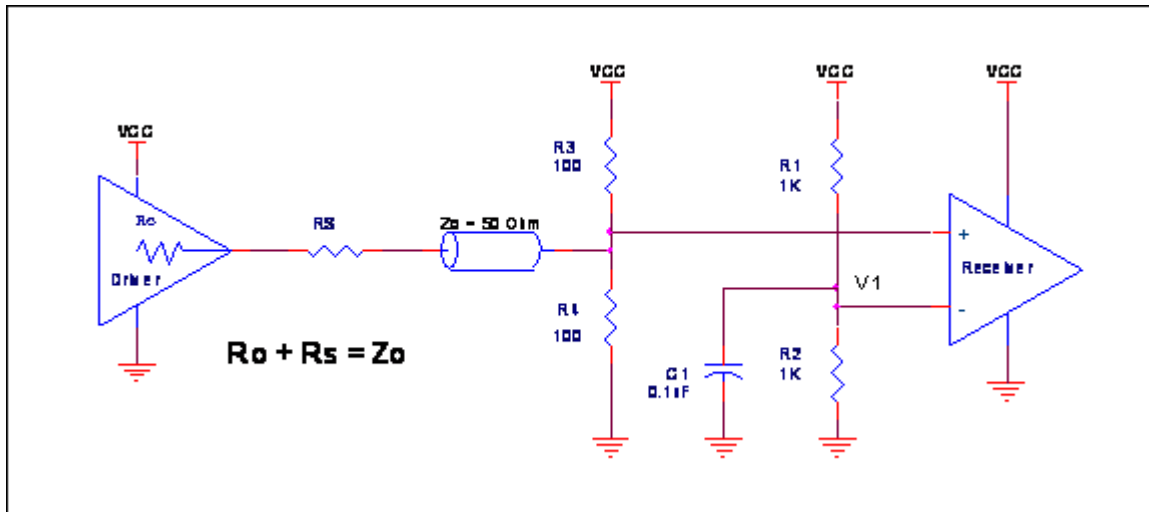 VCC
VCC
VCC
VCC
R3
100
R1
1K
Ro
RS
Zo = 50 Ohm
+
Receiver
Driver
V1
-
R4
100
Ro + Rs = Zo
R2
1K
C1
0.1uF